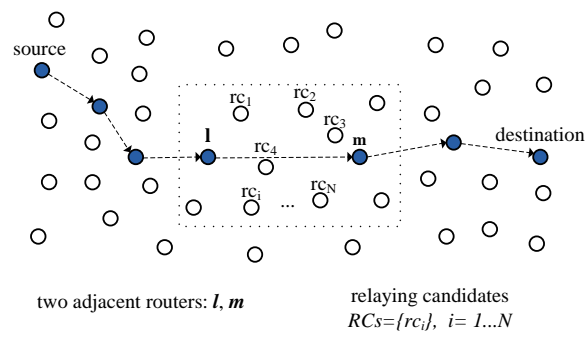 source
rc1 rc2
rc3
l rc4 m destination
rci ... rcN
two adjacent routers: l, m
relaying candidates
RCs={rci}, i= 1...N